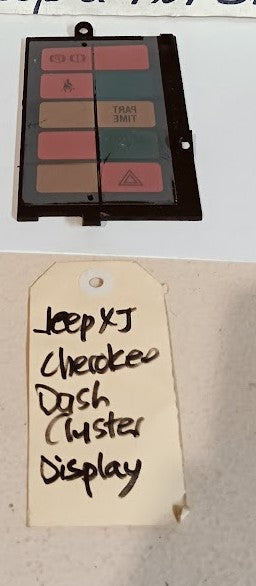 PART
TIME
Jeep XJ
Cherokee
Dash
Cluster
Display